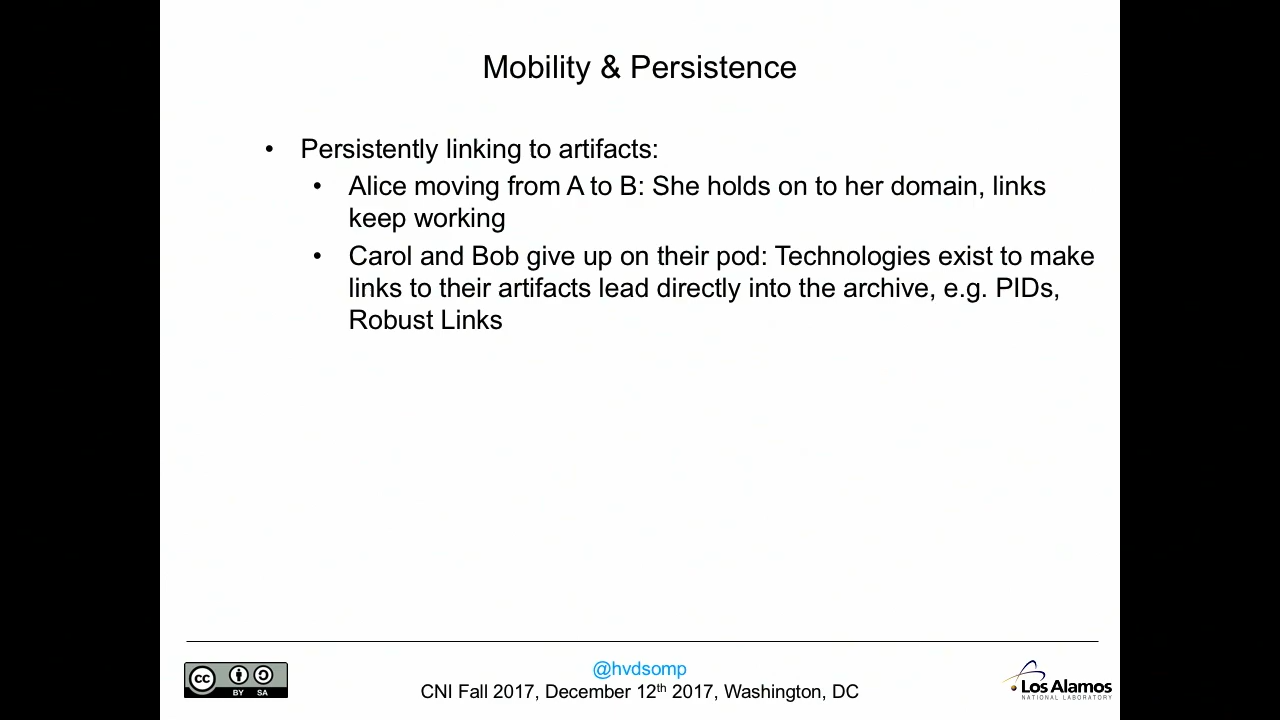 Mobility & Persistence
• Persistently linking to artifacts:
• Alice moving from A to B: She holds on to her domain, links
keep working
• Carol and Bob give up on their pod: Technologies exist to make
links to their artifacts lead directly into the archive, e.g. PIDs,
Robust Links
cc BY SA
@hvdsomp
CNI Fall 2017, December 12th 2017, Washington, DC
Los Alamos
NATIONAL LABORATORY